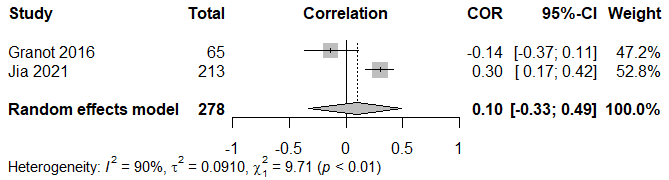 Study Total Correlation COR 95%-CI Weight
Granot 2016 65 -0.14 [-0.37; 0.11] 47.2%
Jia 2021 213 0.30 [ 0.17; 0.42] 52.8%
Random effects model 278 0.10 [-0.33; 0.49] 100.0%
-1 -0.5 0 0.5 1
Heterogeneity: I² = 90%, τ² = 0.0910, χ²₁ = 9.71 (p < 0.01)